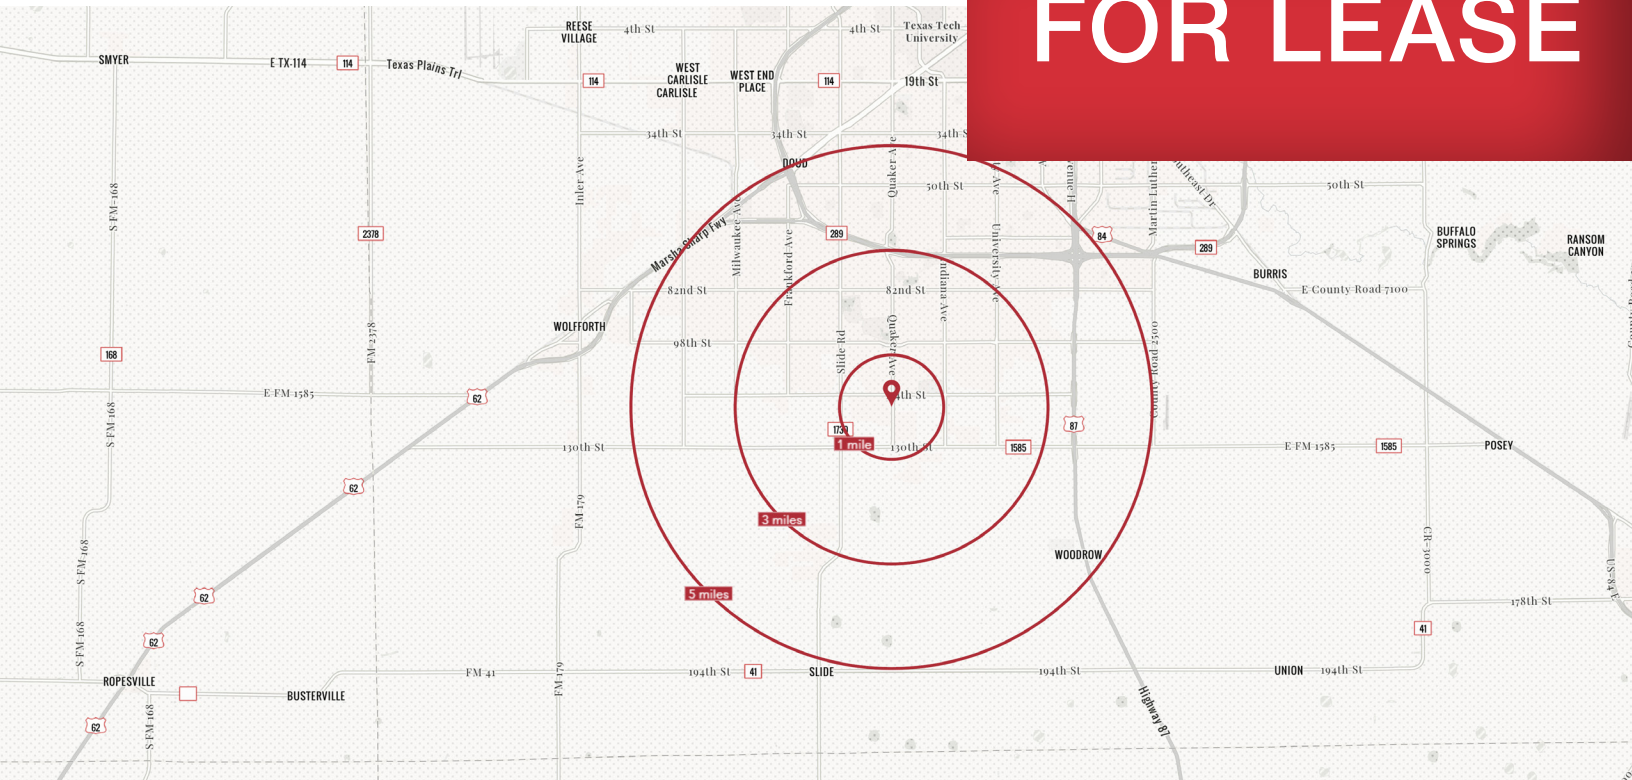 FOR LEASE
REESE
VILLAGE
4th St
4th St
Texas Tech
University
SMYER
E TX-114
114
Texas Plains Trl
114
WEST
CARLISLE
CARLISLE
WEST END
PLACE
114
19th St
34th St
34th St
34th S
DOUD
Inler Ave
Quaker Ave
50th St
50th St
S FM-168
Milwaukee Ave
Marsha Sharp Fwy
Frankford Ave
289
University Ave
84
Martin Luther
289
2378
BUFFALO
SPRINGS
RANSOM
CANYON
BURRIS
82nd St
82nd St
Indiana Ave
E County Road 7100
WOLFFORTH
98th St
Slide Rd
Quaker Ave
FM-2378
168
County Road 2500
E FM 1585
62
4th St
S FM-168
1730
1 mile
87
130th St
130th St
1585
E FM 1585
1585
POSEY
62
FM 179
3 miles
S FM-168
WOODROW
CR-3000
US-84 E
62
5 miles
178th St
62
S FM-168
41
ROPESVILLE
BUSTERVILLE
FM 41
FM 179
194th St
41
SLIDE
194th St
UNION
194th St
62
S FM-168
Highway 87